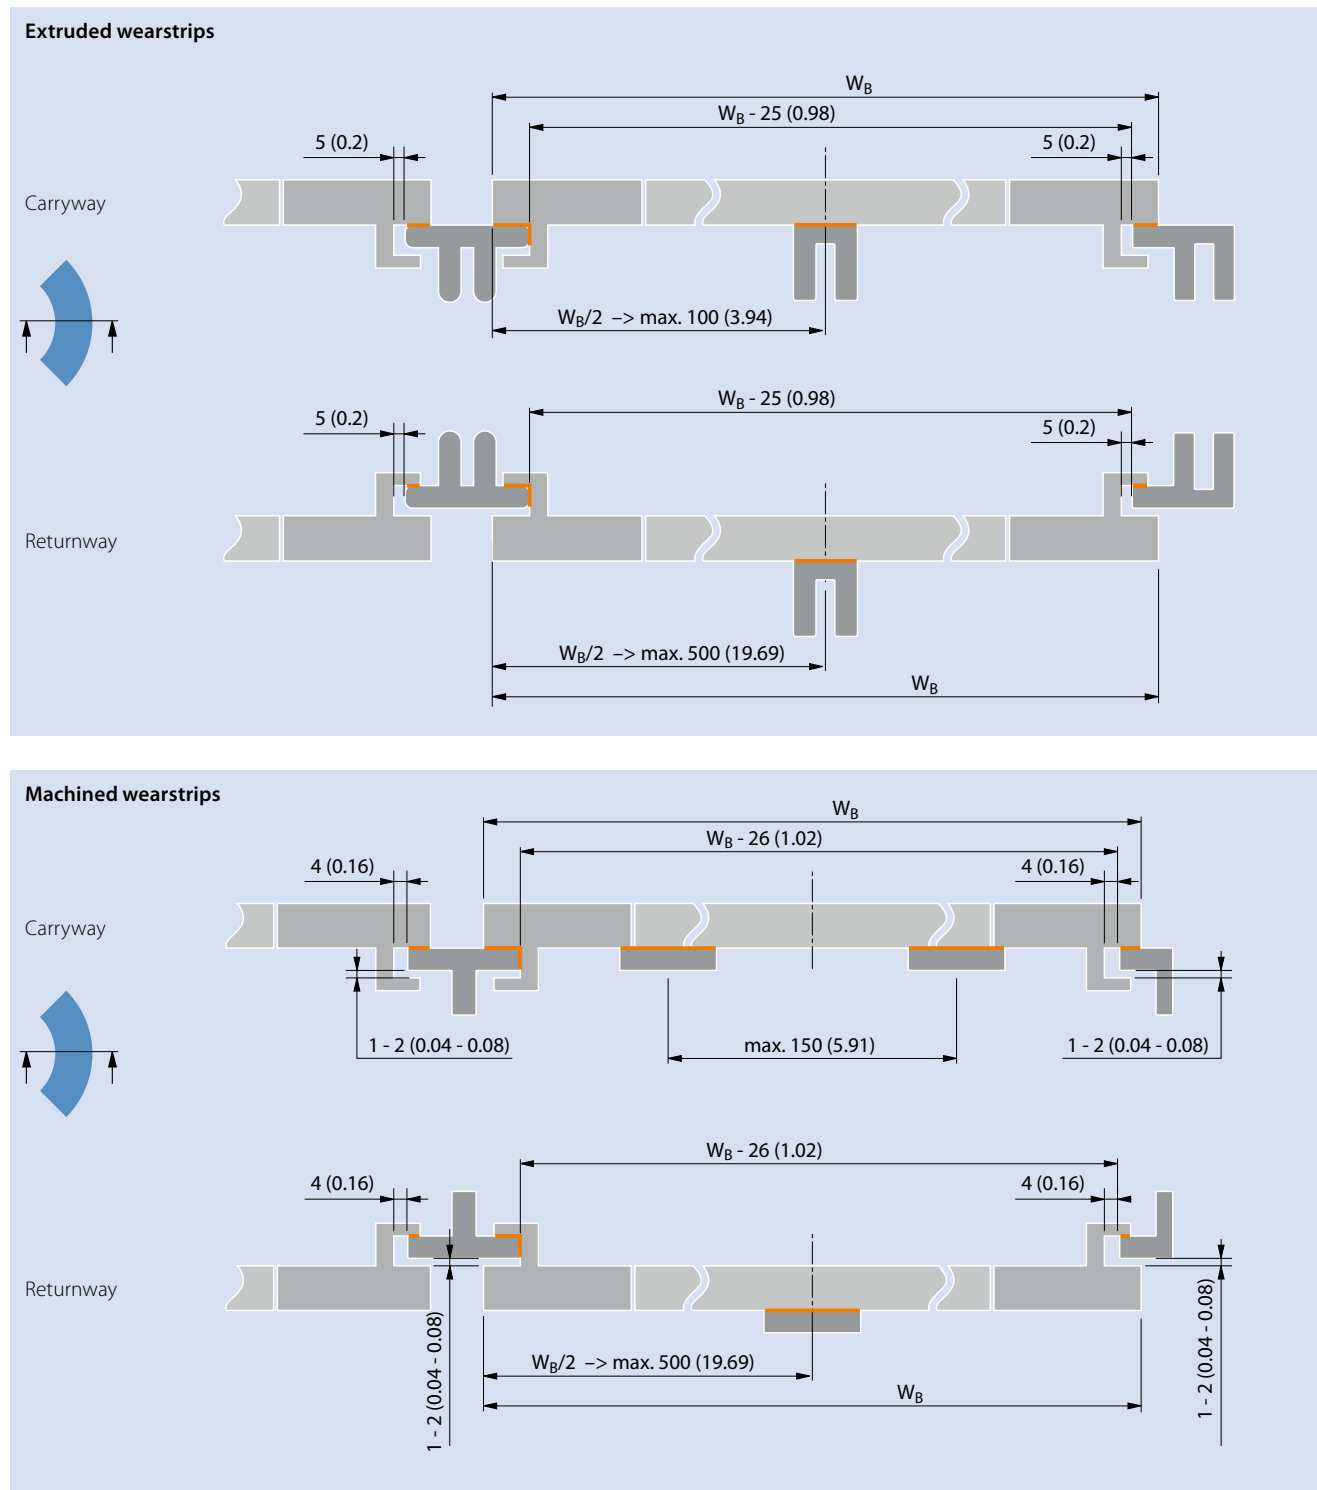 Extruded wearstrips
WB
WB - 25 (0.98)
5 (0.2)
5 (0.2)
Carryway
WB/2 –> max. 100 (3.94)
WB - 25 (0.98)
5 (0.2)
5 (0.2)
Returnway
WB/2 –> max. 500 (19.69)
WB
Machined wearstrips
WB
WB - 26 (1.02)
4 (0.16)
4 (0.16)
Carryway
1 - 2 (0.04 - 0.08)
max. 150 (5.91)
1 - 2 (0.04 - 0.08)
WB - 26 (1.02)
4 (0.16)
4 (0.16)
Returnway
1 - 2 (0.04 - 0.08)
1 - 2 (0.04 - 0.08)
WB/2 –> max. 500 (19.69)
WB